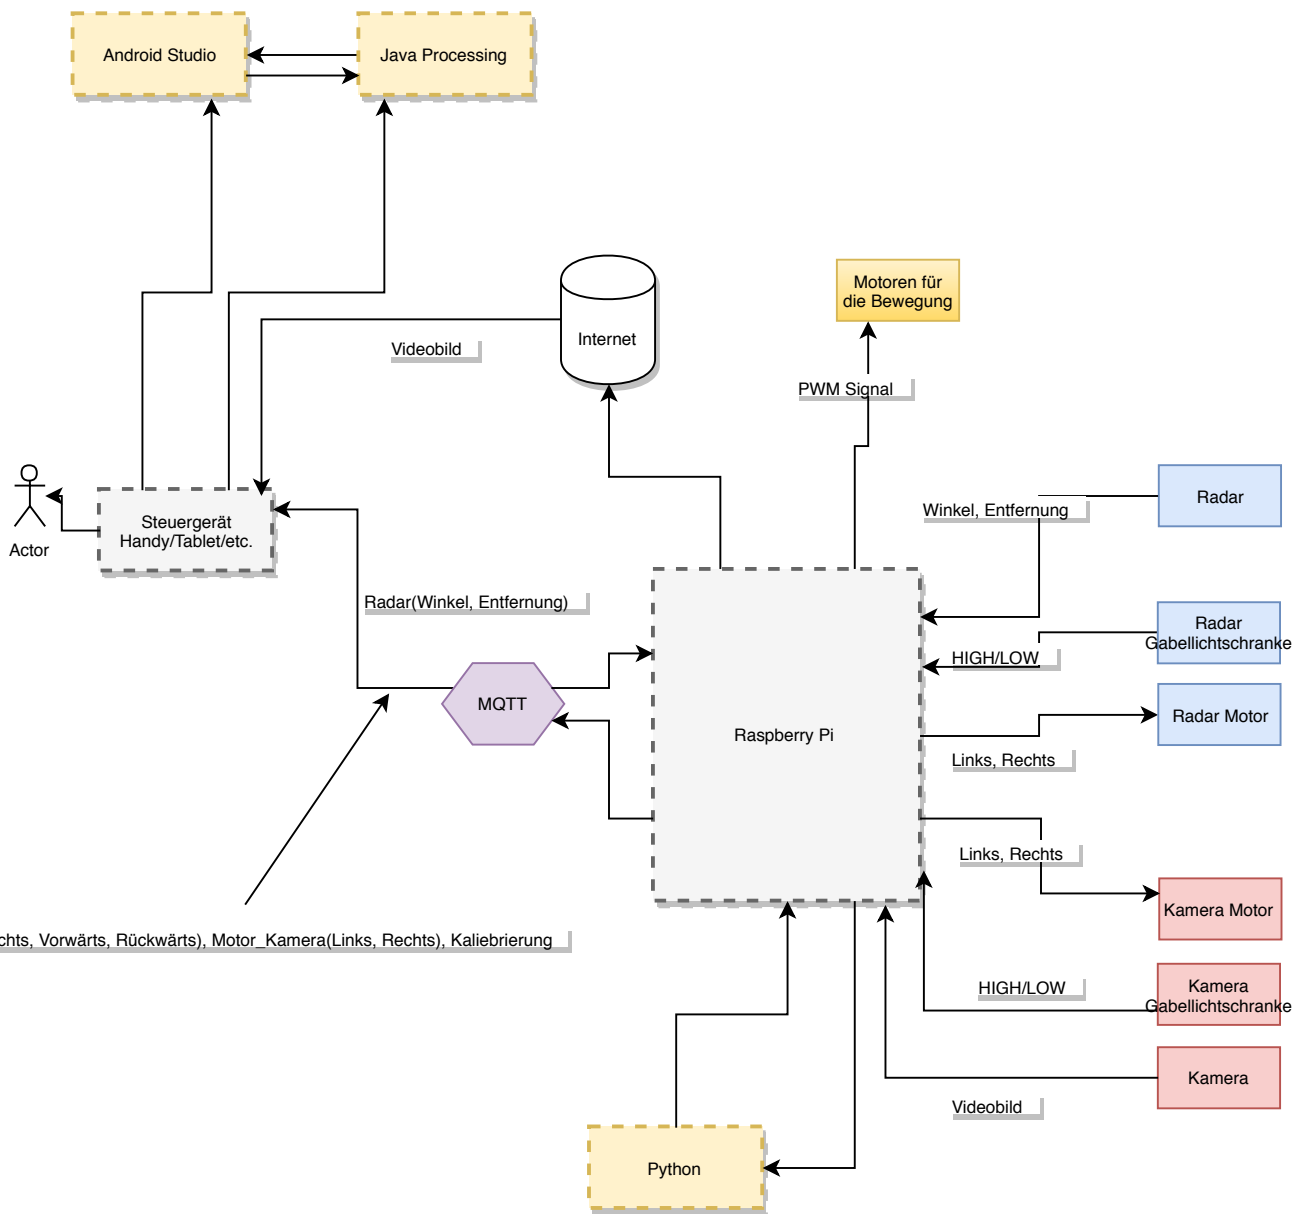 Android Studio
Java Processing
Internet
Videobild
Motoren für
die Bewegung
PWM Signal
Actor
Steuergerät
Handy/Tablet/etc.
Radar
Winkel, Entfernung
Radar(Winkel, Entfernung)
Radar
Gabellichtschranke
HIGH/LOW
MQTT
Raspberry Pi
Radar Motor
Links, Rechts
Links, Rechts
Kamera Motor
Vorwärts, Rückwärts), Motor_Kamera(Links, Rechts), Kaliebrierung
HIGH/LOW
Kamera
Gabellichtschranke
Kamera
Videobild
Python